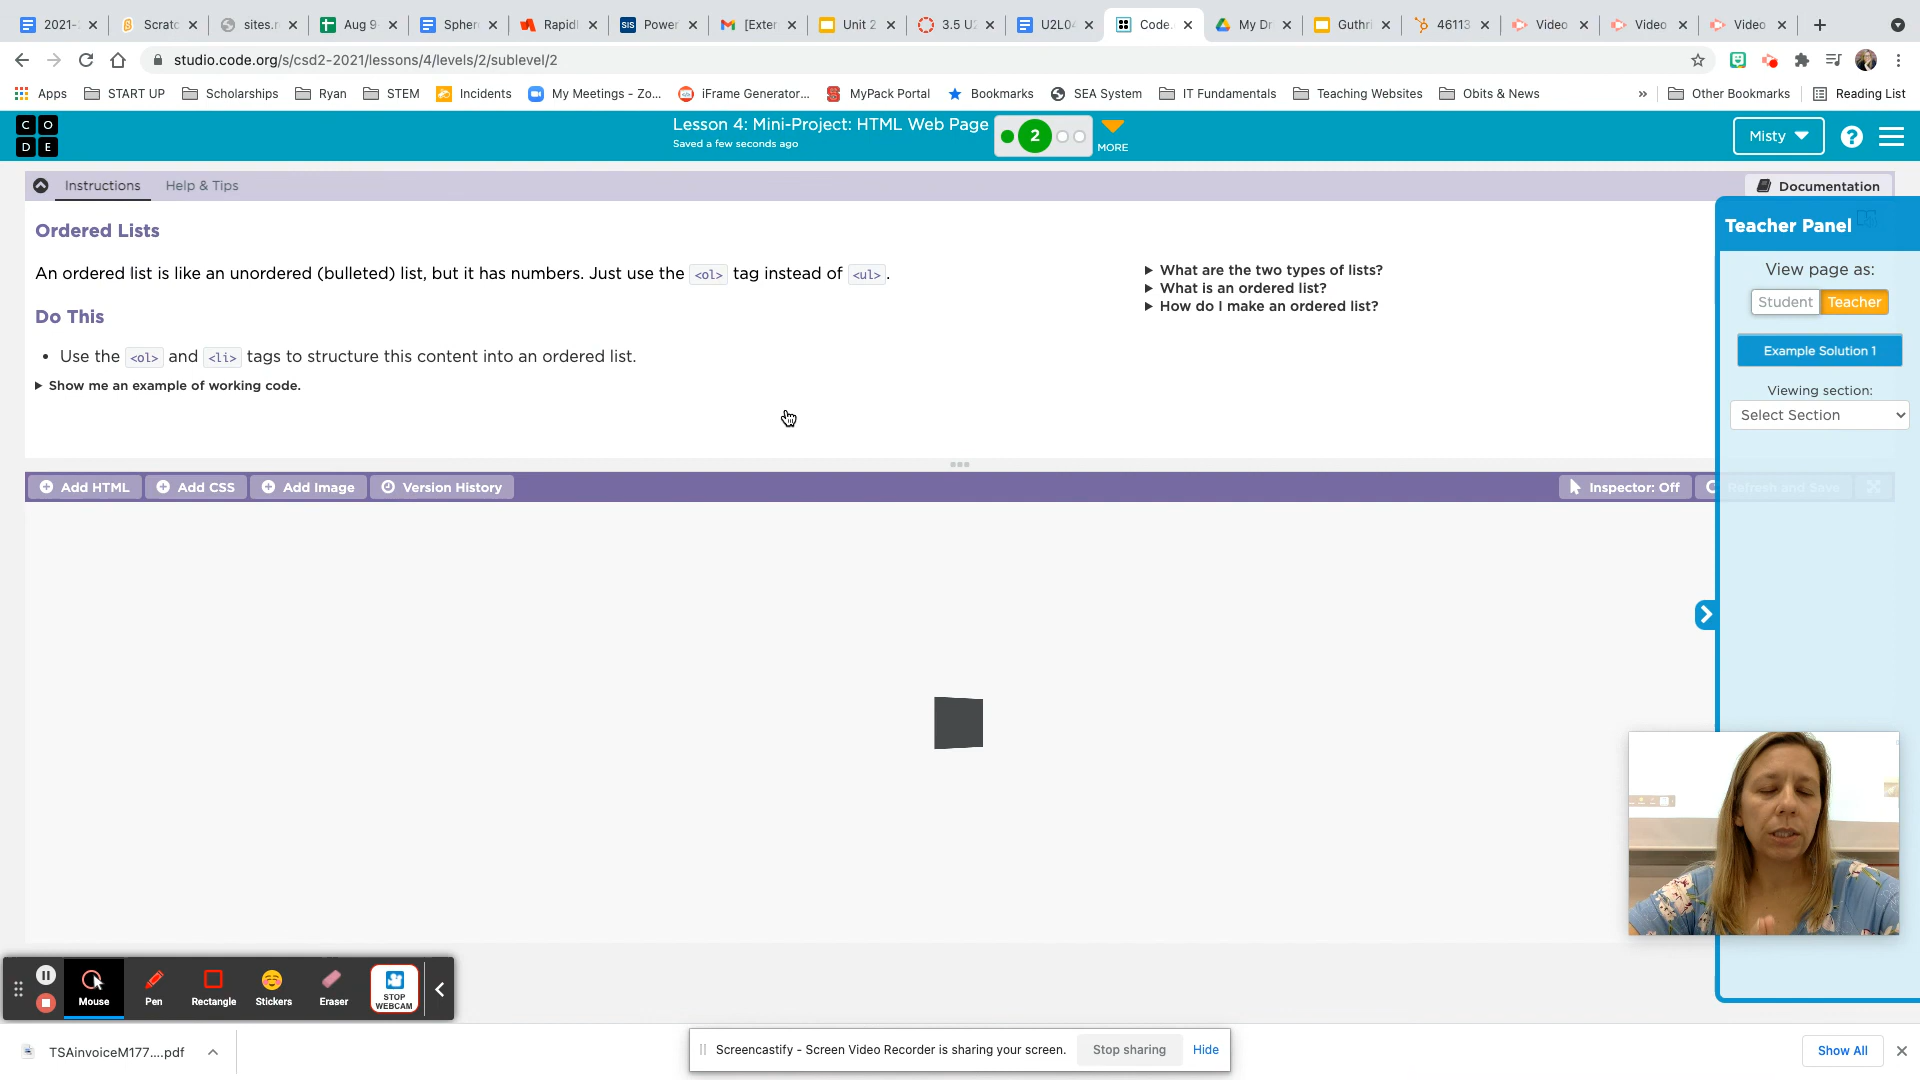 2021-
Scratc
sites.r
Aug 9
Sphere
RapidI
SIS
Power
[Exter
Unit 2
3.5 U2
U2L04
Code.
My Dr
Guthri
46113
Video
Video
Video
studio.code.org/s/csd2-2021/lessons/4/levels/2/sublevel/2
Apps
START UP
Scholarships
Ryan
STEM
Incidents
My Meetings - Zo...
iFrame Generator...
MyPack Portal
Bookmarks
SEA System
IT Fundamentals
Teaching Websites
Obits & News
»
Other Bookmarks
Reading List
C O
D E
Lesson 4: Mini-Project: HTML Web Page
Saved a few seconds ago
2
MORE
Misty
?
Instructions
Help & Tips
Documentation
Ordered Lists
An ordered list is like an unordered (bulleted) list, but it has numbers. Just use the <ol> tag instead of <ul>.
Do This
• Use the <ol> and <li> tags to structure this content into an ordered list.
Show me an example of working code.
What are the two types of lists?
What is an ordered list?
How do I make an ordered list?
Teacher Panel
View page as:
Student
Teacher
Example Solution 1
Viewing section:
Select Section
Add HTML
Add CSS
Add Image
Version History
Inspector: Off
Refresh and Save
Mouse
Pen
Rectangle
Stickers
Eraser
STOP
WEBCAM
TSAinvoiceM177....pdf
Screencastify - Screen Video Recorder is sharing your screen.
Stop sharing
Hide
Show All